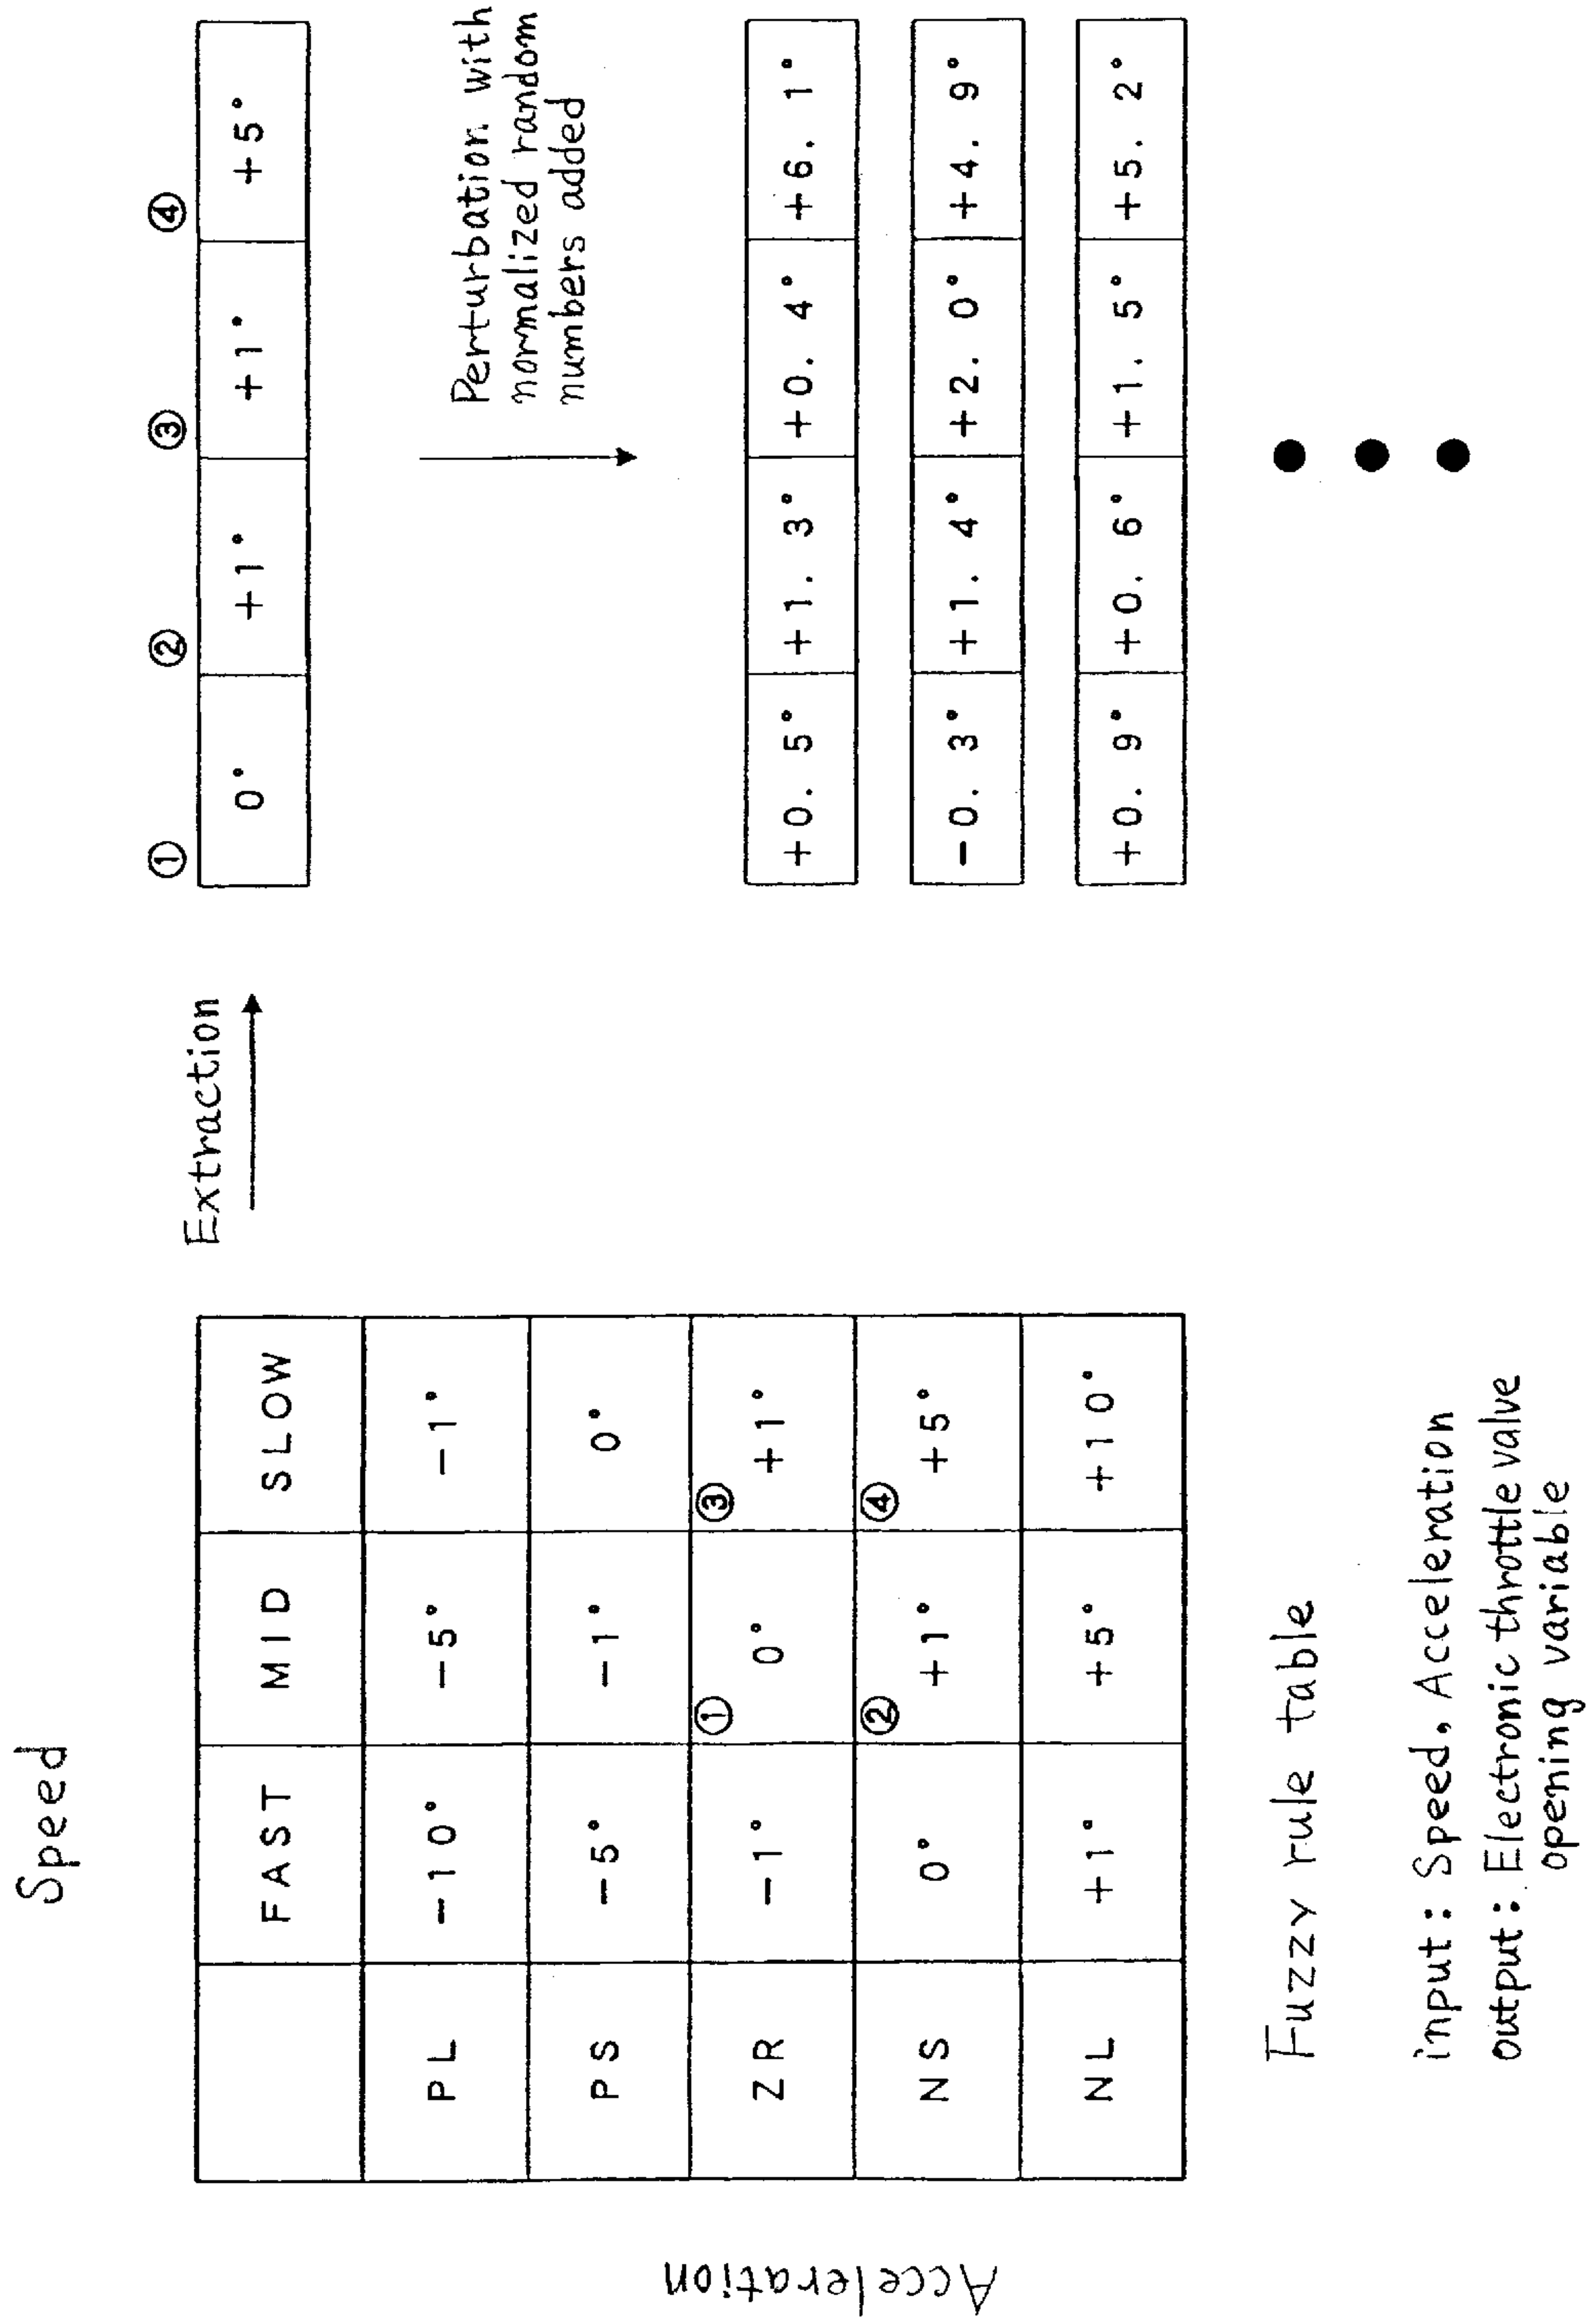 Speed
FAST MID SLOW
PL −10° −5° −1°
PS −5° −1° 0°
ZR −1° ① 0° ③ +1°
NS 0° ② +1° ④ +5°
NL +1° +5° +10°
Acceleration
Fuzzy rule table
input : Speed, Acceleration
output : Electronic throttle valve
opening variable
Extraction
① ② ③ ④
0° +1° +1° +5°
Perturbation with
normalized random
numbers added
+0.5° +1.3° +0.4° +6.1°
−0.3° +1.4° +2.0° +4.9°
+0.9° +0.6° +1.5° +5.2°